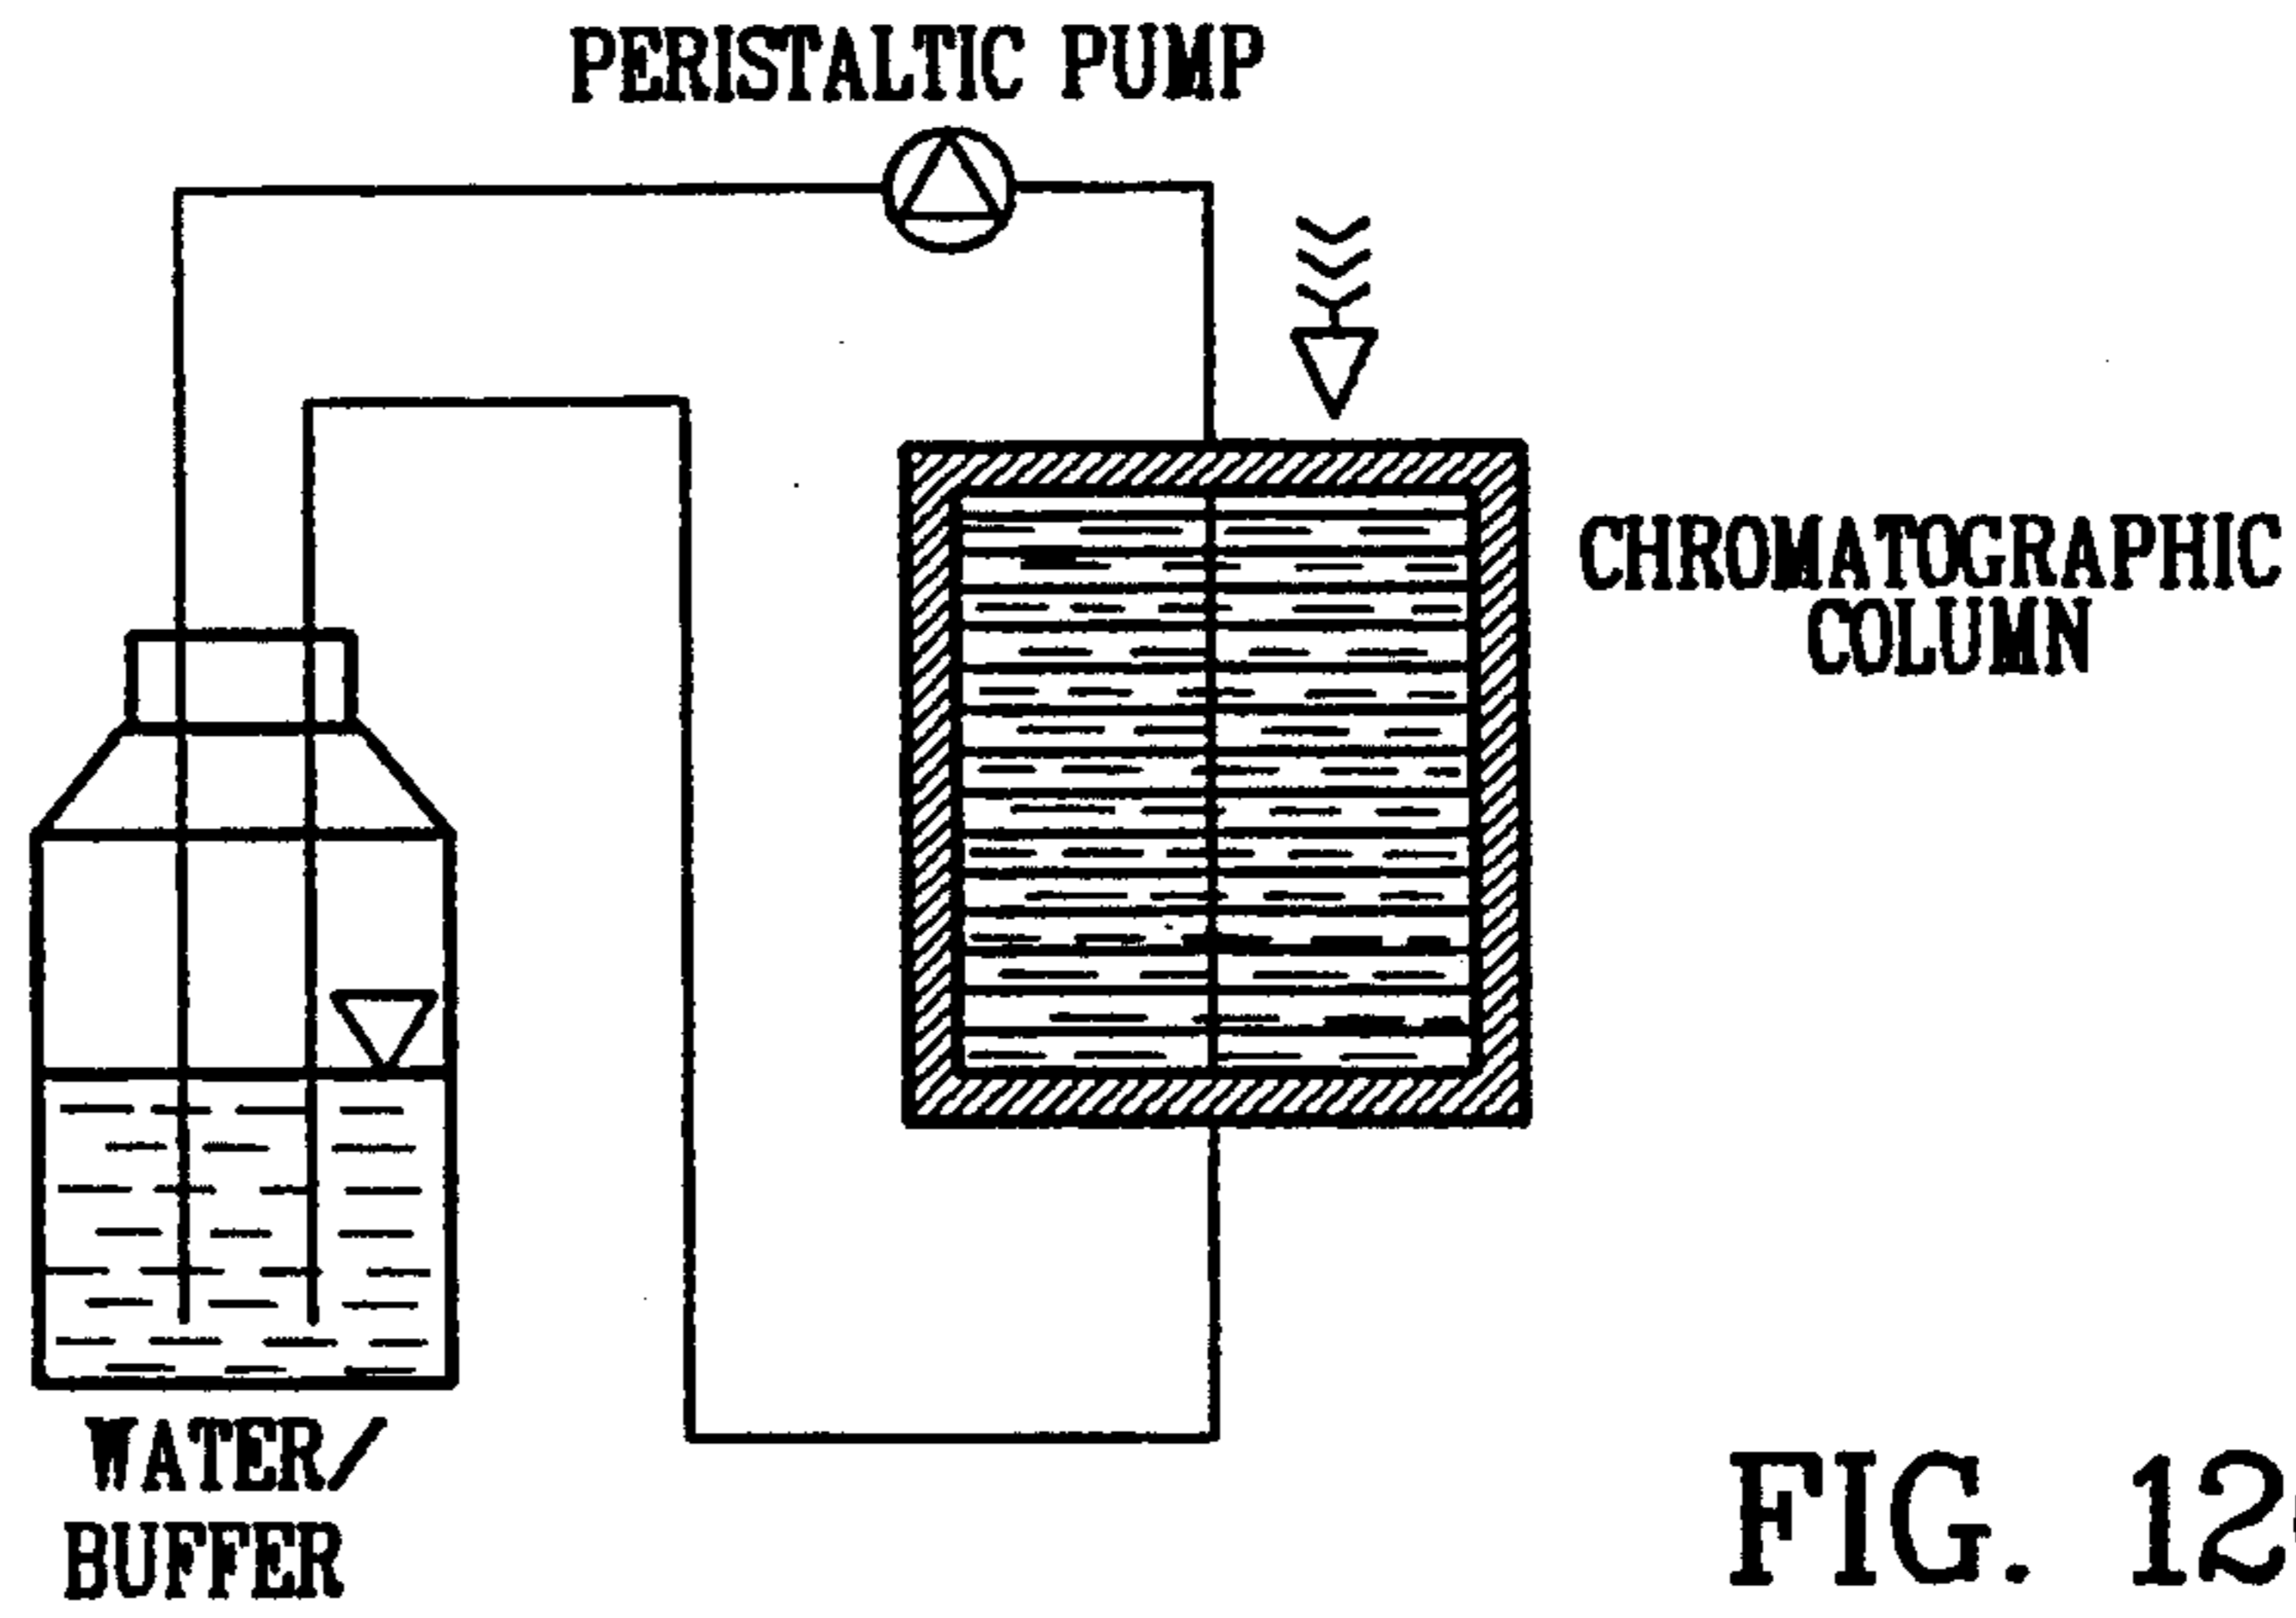 PERISTALTIC PUMP
CHROMATOGRAPHIC
COLUMN
WATER/
BUFFER
FIG. 12